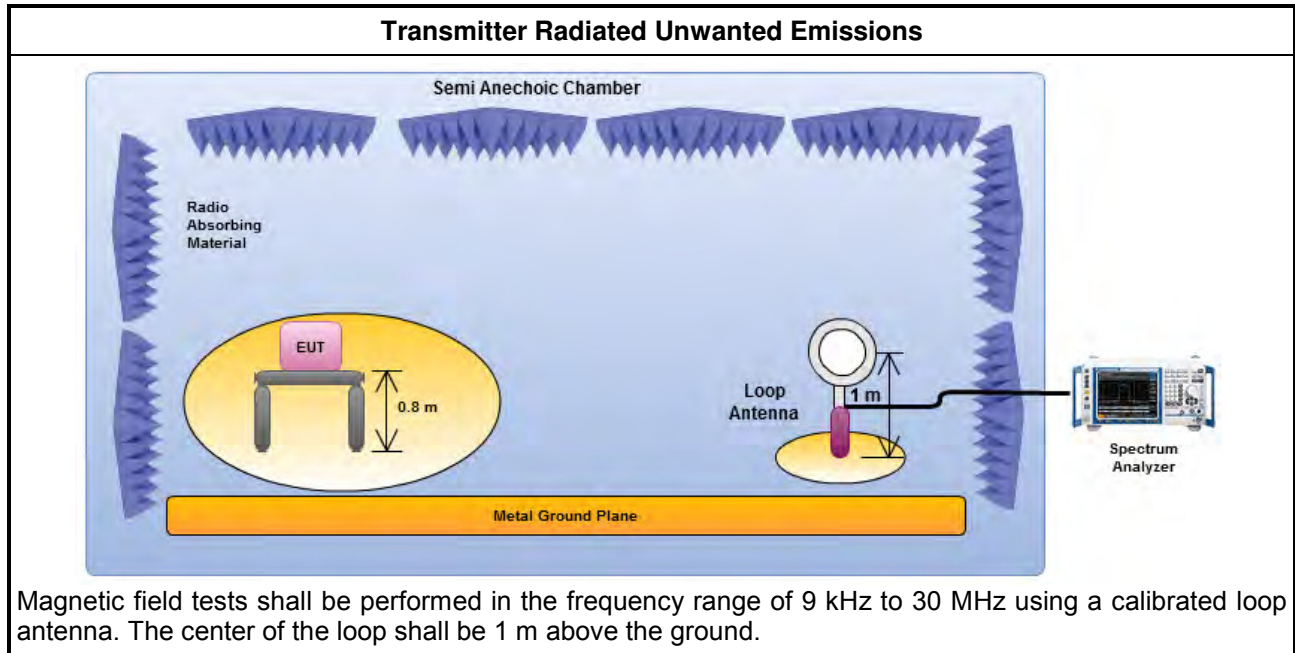 Transmitter Radiated Unwanted Emissions
Semi Anechoic Chamber
Radio
Absorbing
Material
EUT
0.8 m
Loop
Antenna
1 m
Spectrum
Analyzer
Metal Ground Plane
Magnetic field tests shall be performed in the frequency range of 9 kHz to 30 MHz using a calibrated loop
antenna. The center of the loop shall be 1 m above the ground.